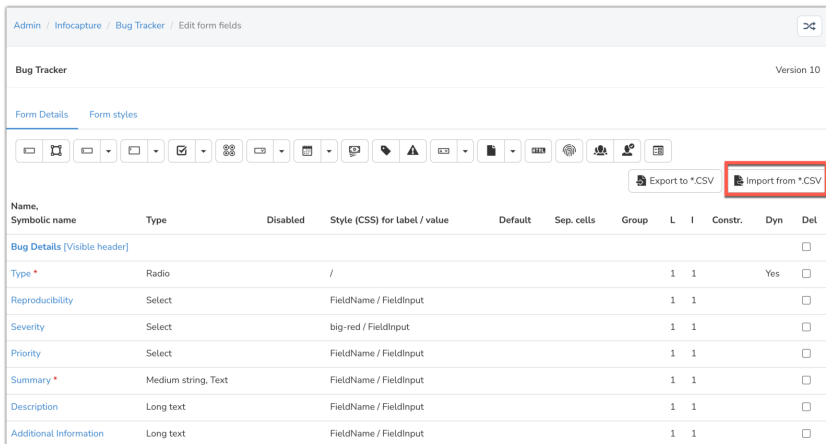 Admin / Infocapture / Bug Tracker / Edit form fields
Bug Tracker Version 10
Form Details Form styles
HTML
Export to *.CSV Import from *.CSV
Name,
Symbolic name Type Disabled Style (CSS) for label / value Default Sep. cells Group L I Constr. Dyn Del
Bug Details [Visible header]
Type * Radio / 1 1 Yes
Reproducibility Select FieldName / FieldInput 1 1
Severity Select big-red / FieldInput 1 1
Priority Select FieldName / FieldInput 1 1
Summary * Medium string, Text FieldName / FieldInput 1 1
Description Long text FieldName / FieldInput 1 1
Additional Information Long text FieldName / FieldInput 1 1